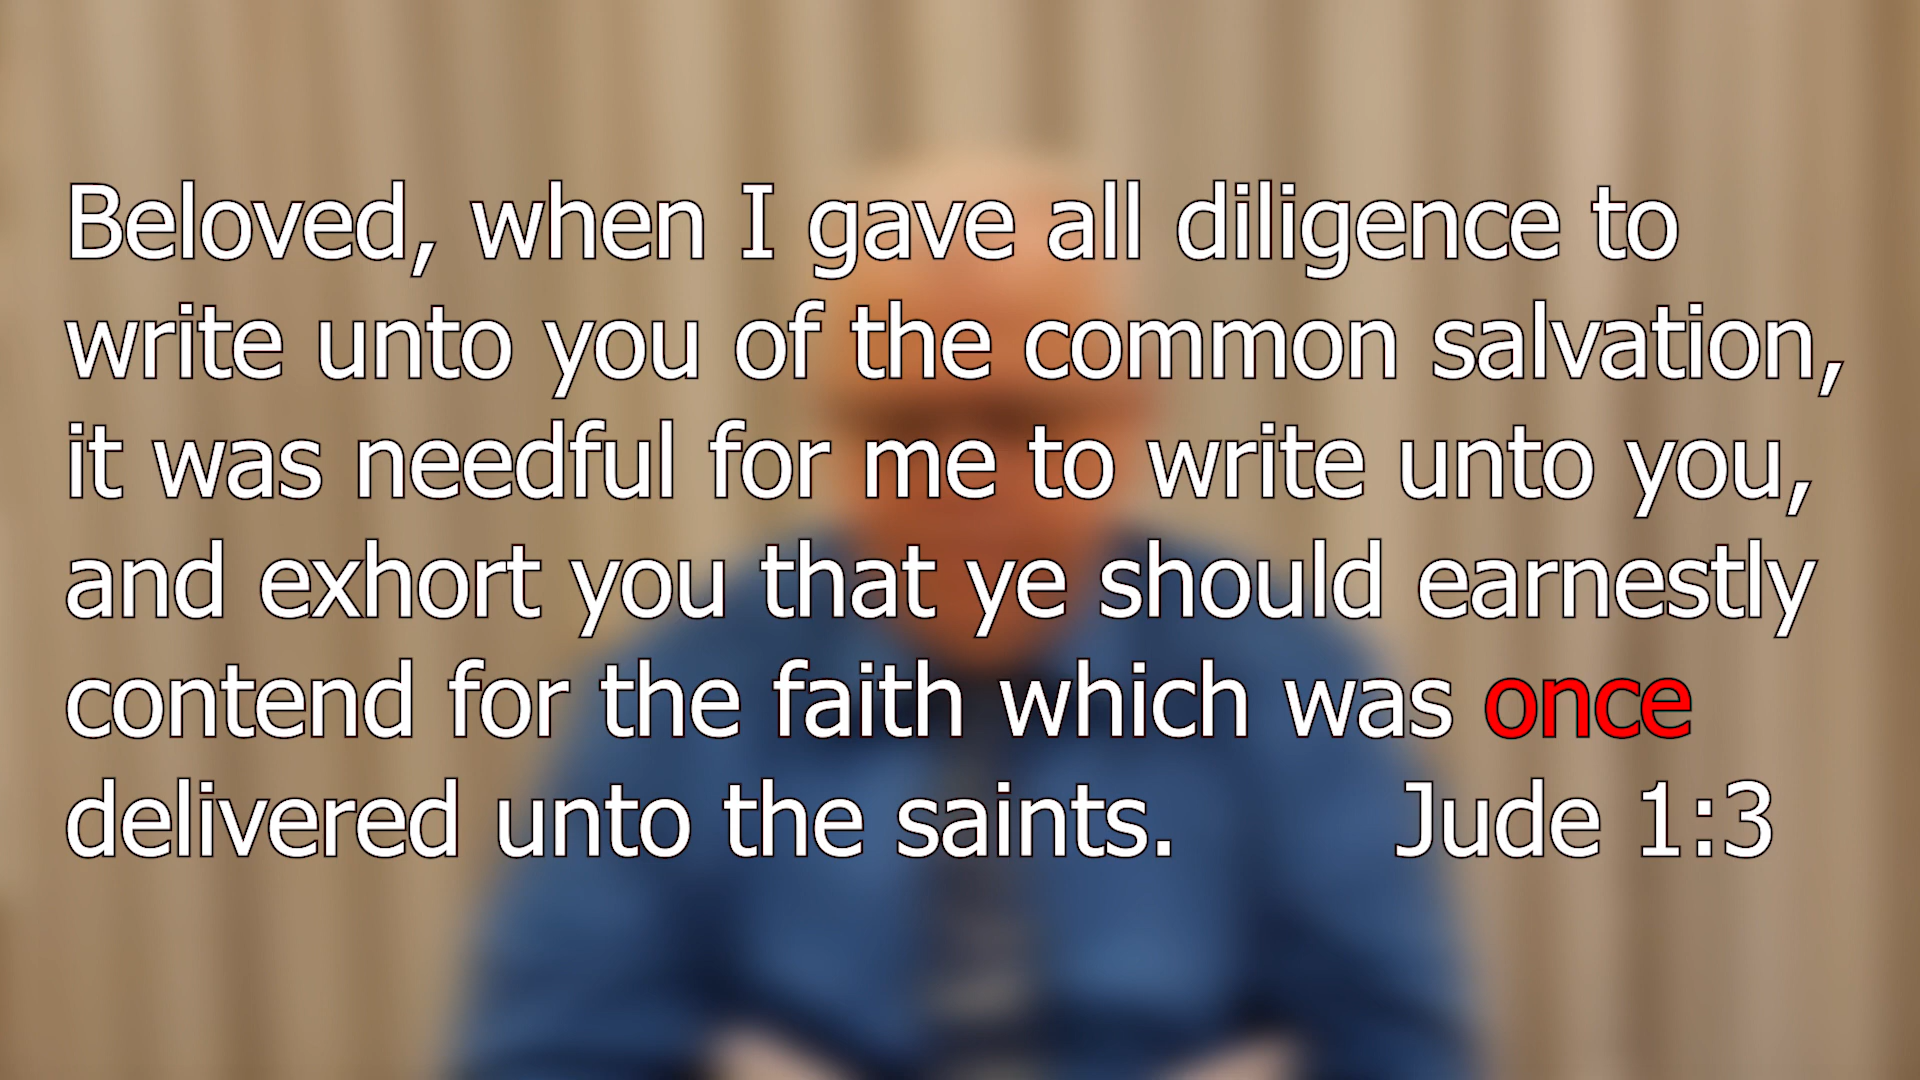 Beloved, when I gave all diligence to
write unto you of the common salvation,
it was needful for me to write unto you,
and exhort you that ye should earnestly
contend for the faith which was once
delivered unto the saints. Jude 1:3